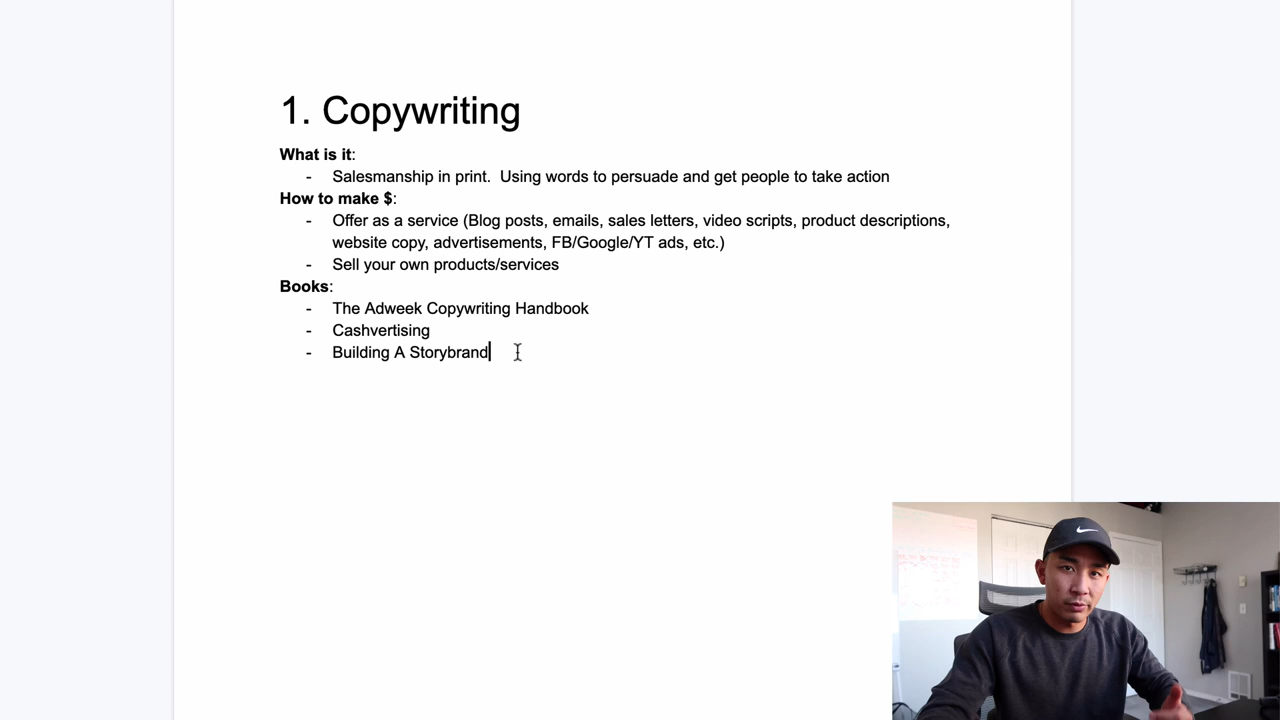 1. Copywriting
What is it:
- Salesmanship in print.  Using words to persuade and get people to take action
How to make $:
- Offer as a service (Blog posts, emails, sales letters, video scripts, product descriptions,
website copy, advertisements, FB/Google/YT ads, etc.)
- Sell your own products/services
Books:
- The Adweek Copywriting Handbook
- Cashvertising
- Building A Storybrand